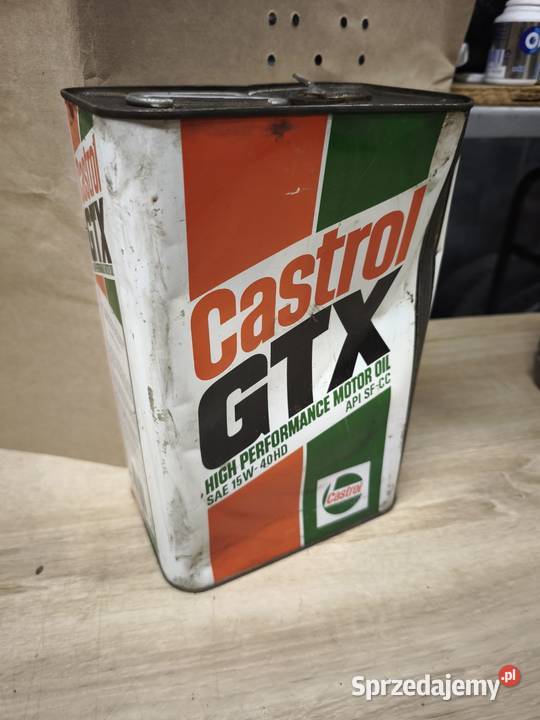 Castrol
GTX
HIGH PERFORMANCE MOTOR OIL
SAE 15W-40HD API SF-CC
Castrol
Castrol
GTX
Sprzedajemy.pl